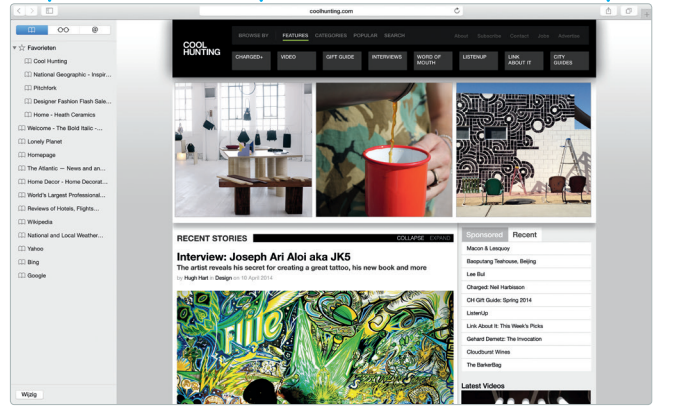 coolhunting.com
@
Favorieten
Cool Hunting
National Geographic - Inspir...
Pitchfork
Designer Fashion Flash Sale...
Home - Heath Ceramics
Welcome - The Bold Italic -...
Lonely Planet
Homepage
The Atlantic — News and an...
Home Decor - Home Decorat...
World's Largest Professional...
Reviews of Hotels, Flights...
Wikipedia
National and Local Weather...
Yahoo
Bing
Google
Wijzig
COOL
HUNTING
BROWSE BY FEATURES CATEGORIES POPULAR SEARCH
About Subscribe Contact Jobs Advertise
CHARGED+ VIDEO GIFT GUIDE INTERVIEWS WORD OF MOUTH LISTENUP LINK ABOUT IT CITY GUIDES
RECENT STORIES COLLAPSE EXPAND
Interview: Joseph Ari Aloi aka JK5
The artist reveals his secret for creating a great tattoo, his new book and more
by Hugh Hart in Design on 16 April 2014
Sponsored Recent
Macon & Lesquoy
Baoputang Teahouse, Beijing
Lee Bul
Charged: Neil Harbisson
CH Gift Guide: Spring 2014
ListenUp
Link About It: This Week's Picks
Gehard Demetz: The Invocation
Cloudburst Wines
The BarkerBag
Latest Videos